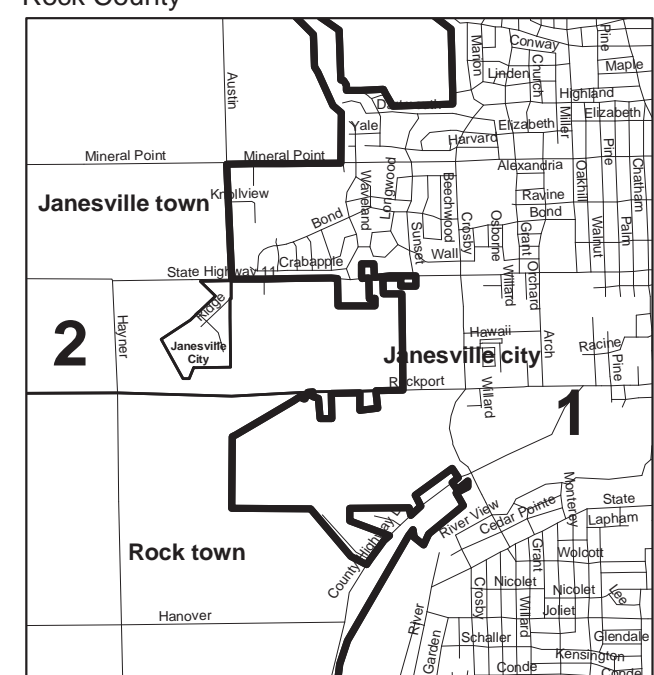 Rock County
Marion
Conway
Pine
Linden
Church
Maple
Austin
Highland
Yale
Miller
Elizabeth
Elizabeth
Harvard
Pine
Mineral Point
Mineral Point
Alexandria
Oakhill
Chatham
Knollview
Waveland
Longwood
Beechwood
Ravine
Janesville town
Bond
Bond
Crosby
Osborne
Grant
Walnut
Palm
Sunset
Wall
Crabapple
State Highway 11
Willard
Orchard
Ridge
Hayner
2
Janesville
City
Hawaii
Arch
Racine
Janesville city
Pine
Rockport
Willard
1
Monterey
State
River View
Cedar Pointe
Lapham
Rock town
Grant
Wolcott
Crosby
Nicolet
Nicolet
Lee
Willard
Joliet
Hanover
River
Garden
Schaller
Glendale
Kensington
Conde
Conde